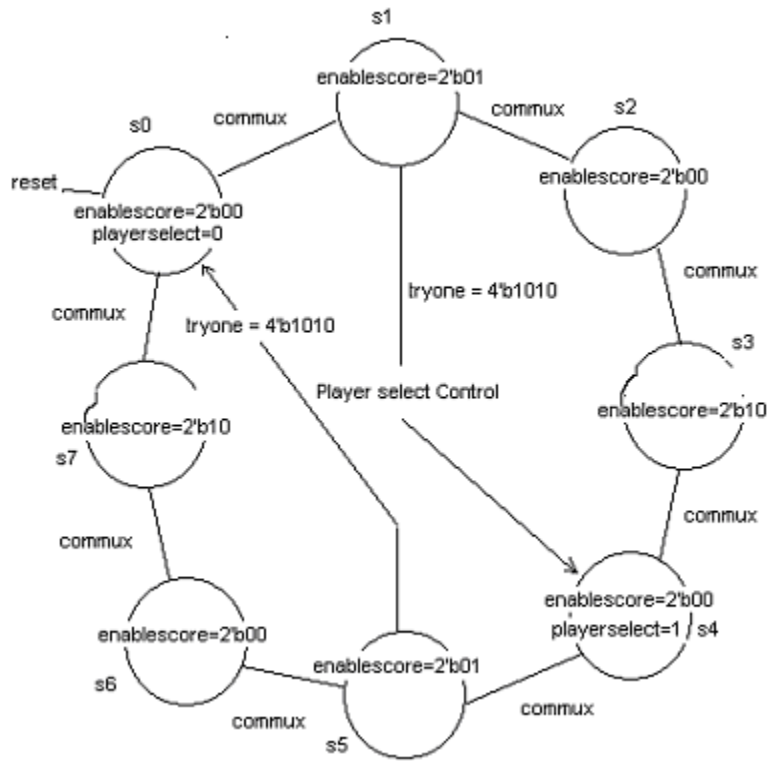 s1
enablescore=2'b01
commux
commux
s2
s0
enablescore=2'b00
reset
enablescore=2'b00
playerselect=0
commux
commux
tryone = 4'b1010
tryone = 4'b1010
s3
Player select Control
enablescore=2'b10
enablescore=2'b10
s7
commux
commux
enablescore=2'b00
playerselect=1
s4
enablescore=2'b00
enablescore=2'b01
s6
commux
commux
s5